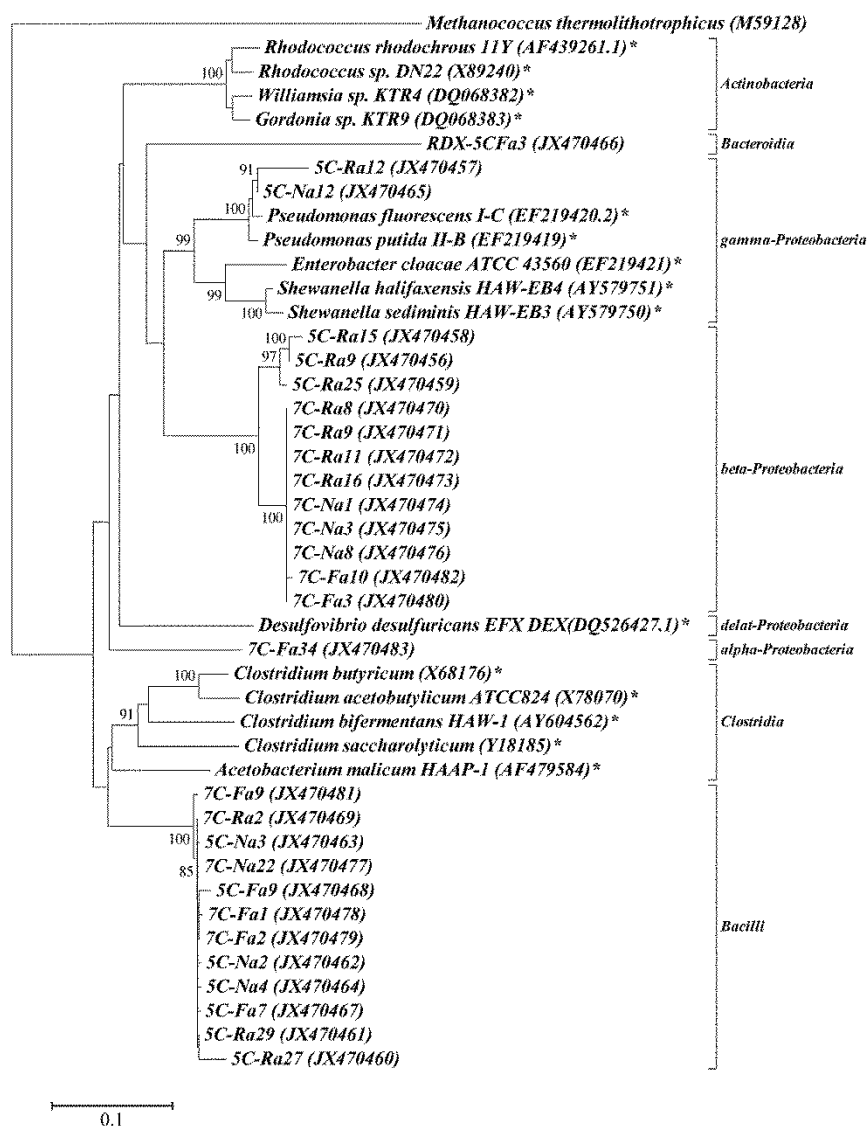 Methanococcus thermolithotrophicus (M59128)
Rhodococcus rhodochrous 11Y (AF439261.1)*
100
Rhodococcus sp. DN22 (X89240)*
Williamsia sp. KTR4 (DQ068382)*
Gordonia sp. KTR9 (DQ068383)*
Actinobacteria
RDX-5CFa3 (JX470466)
Bacteroidia
91
5C-Ra12 (JX470457)
5C-Na12 (JX470465)
100
Pseudomonas fluorescens I-C (EF219420.2)*
Pseudomonas putida II-B (EF219419)*
99
Enterobacter cloacae ATCC 43560 (EF219421)*
99
Shewanella halifaxensis HAW-EB4 (AY579751)*
100
Shewanella sediminis HAW-EB3 (AY579750)*
gamma-Proteobacteria
100
5C-Ra15 (JX470458)
97
5C-Ra9 (JX470456)
5C-Ra25 (JX470459)
7C-Ra8 (JX470470)
7C-Ra9 (JX470471)
100
7C-Ra11 (JX470472)
7C-Ra16 (JX470473)
7C-Na1 (JX470474)
100
7C-Na3 (JX470475)
7C-Na8 (JX470476)
7C-Fa10 (JX470482)
7C-Fa3 (JX470480)
beta-Proteobacteria
Desulfovibrio desulfuricans EFX DEX(DQ526427.1)*
delat-Proteobacteria
7C-Fa34 (JX470483)
alpha-Proteobacteria
100
Clostridium butyricum (X68176)*
Clostridium acetobutylicum ATCC824 (X78070)*
91
Clostridium bifermentans HAW-1 (AY604562)*
Clostridium saccharolyticum (Y18185)*
Acetobacterium malicum HAAP-1 (AF479584)*
Clostridia
7C-Fa9 (JX470481)
7C-Ra2 (JX470469)
100
5C-Na3 (JX470463)
85
7C-Na22 (JX470477)
5C-Fa9 (JX470468)
7C-Fa1 (JX470478)
7C-Fa2 (JX470479)
5C-Na2 (JX470462)
5C-Na4 (JX470464)
5C-Fa7 (JX470467)
5C-Ra29 (JX470461)
5C-Ra27 (JX470460)
Bacilli
0.1